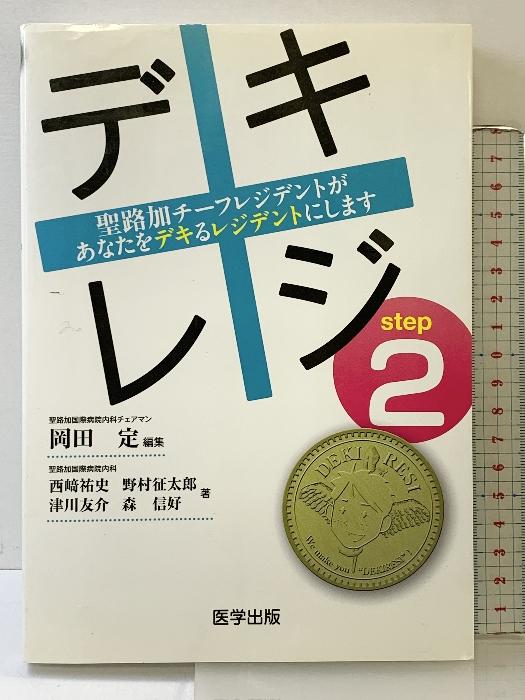 デキ
レジ
聖路加チーフレジデントが
あなたをデキるレジデントにします
step
2
聖路加国際病院内科チェアマン
岡田 定 編集
聖路加国際病院内科
西﨑祐史 野村征太郎
津川友介 森 信好 著
DEKI RESI
We make you "DEKIRESI"!
医学出版